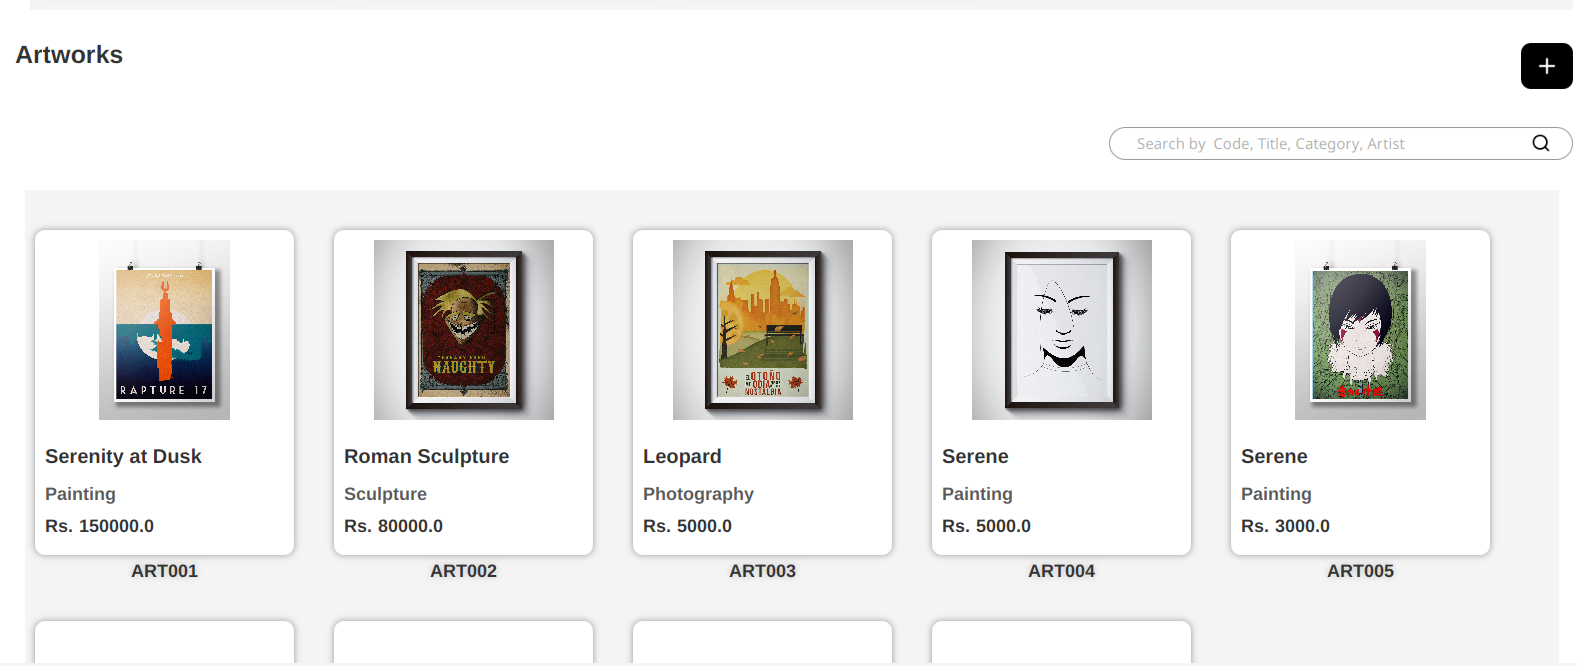 Artworks
Search by Code, Title, Category, Artist
RAPTURE 17
NAUGHTY
OTOÑO
ODIA
NOSTALGIA
Serenity at Dusk
Painting
Rs. 150000.0
ART001
Roman Sculpture
Sculpture
Rs. 80000.0
ART002
Leopard
Photography
Rs. 5000.0
ART003
Serene
Painting
Rs. 5000.0
ART004
Serene
Painting
Rs. 3000.0
ART005